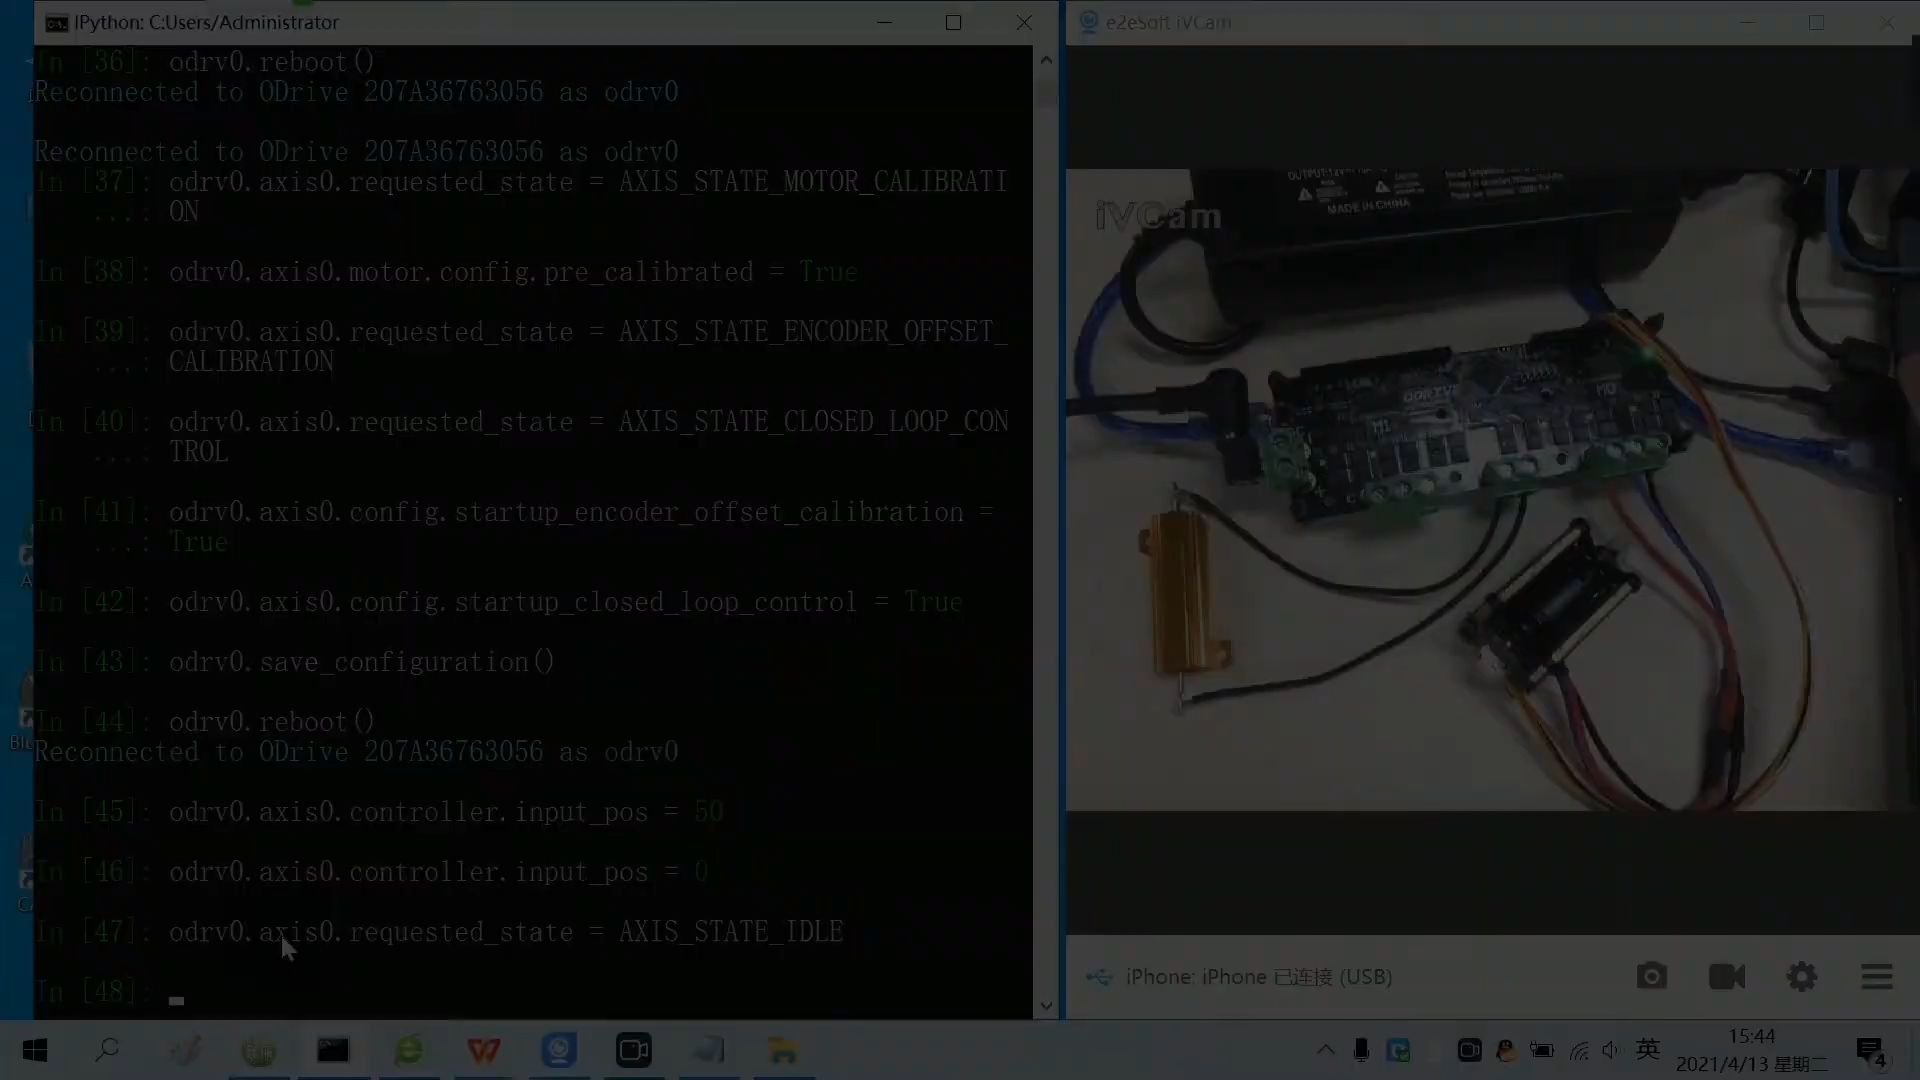 IPython: C:Users/Administrator
In [36]: odrv0.reboot()
Reconnected to ODrive 207A36763056 as odrv0
Reconnected to ODrive 207A36763056 as odrv0
In [37]: odrv0.axis0.requested_state = AXIS_STATE_MOTOR_CALIBRATI
...: ON
In [38]: odrv0.axis0.motor.config.pre_calibrated = True
In [39]: odrv0.axis0.requested_state = AXIS_STATE_ENCODER_OFFSET_
...: CALIBRATION
In [40]: odrv0.axis0.requested_state = AXIS_STATE_CLOSED_LOOP_CON
...: TROL
In [41]: odrv0.axis0.config.startup_encoder_offset_calibration =
...: True
In [42]: odrv0.axis0.config.startup_closed_loop_control = True
In [43]: odrv0.save_configuration()
In [44]: odrv0.reboot()
Reconnected to ODrive 207A36763056 as odrv0
In [45]: odrv0.axis0.controller.input_pos = 50
In [46]: odrv0.axis0.controller.input_pos = 0
In [47]: odrv0.axis0.requested_state = AXIS_STATE_IDLE
In [48]:
e2eSoft iVCam
iVCam
MADE IN CHINA
M0
M1
iPhone: iPhone 已连接 (USB)
英
15:44
2021/4/13 星期二
4